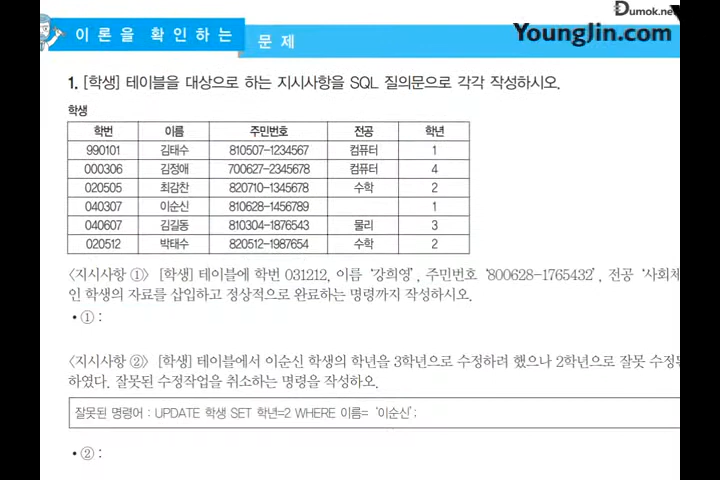 Dumok.ne
YoungJin.com
이론을 확인하는 문제
1. [학생] 테이블을 대상으로 하는 지시사항을 SQL 질의문으로 각각 작성하시오.
학생
학번 이름 주민번호 전공 학년
990101 김태수 810507-1234567 컴퓨터 1
000306 김정애 700627-2345678 컴퓨터 4
020505 최감찬 820710-1345678 수학 2
040307 이순신 810628-1456789 1
040607 김길동 810304-1876543 물리 3
020512 박태수 820512-1987654 수학 2
<지시사항 ①> [학생] 테이블에 학번 031212, 이름 '강희영', 주민번호 '800628-1765432', 전공 '사회체
인 학생의 자료를 삽입하고 정상적으로 완료하는 명령까지 작성하시오.
• ① :
<지시사항 ②> [학생] 테이블에서 이순신 학생의 학년을 3학년으로 수정하려 했으나 2학년으로 잘못 수정
하였다. 잘못된 수정작업을 취소하는 명령을 작성하오.
잘못된 명령어 : UPDATE 학생 SET 학년=2 WHERE 이름= '이순신';
• ② :